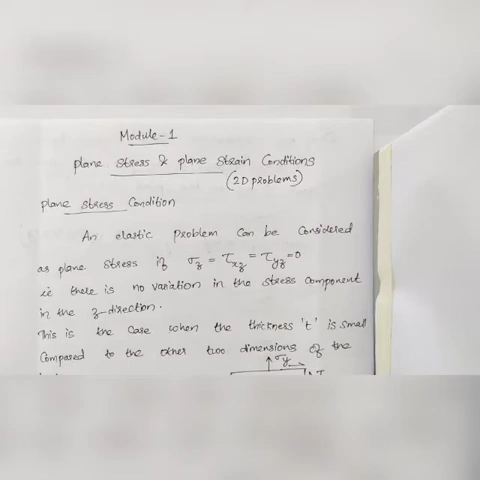 Module-1
plane stress & plane strain Conditions
(2D problems)
plane stress Condition
An elastic problem can be considered
as plane stress if σz = τxz = τyz = 0
ie there is no variation in the stress component
in the z-direction.
This is the case when the thickness 't' is small
Compared to the other two dimensions of the
σy